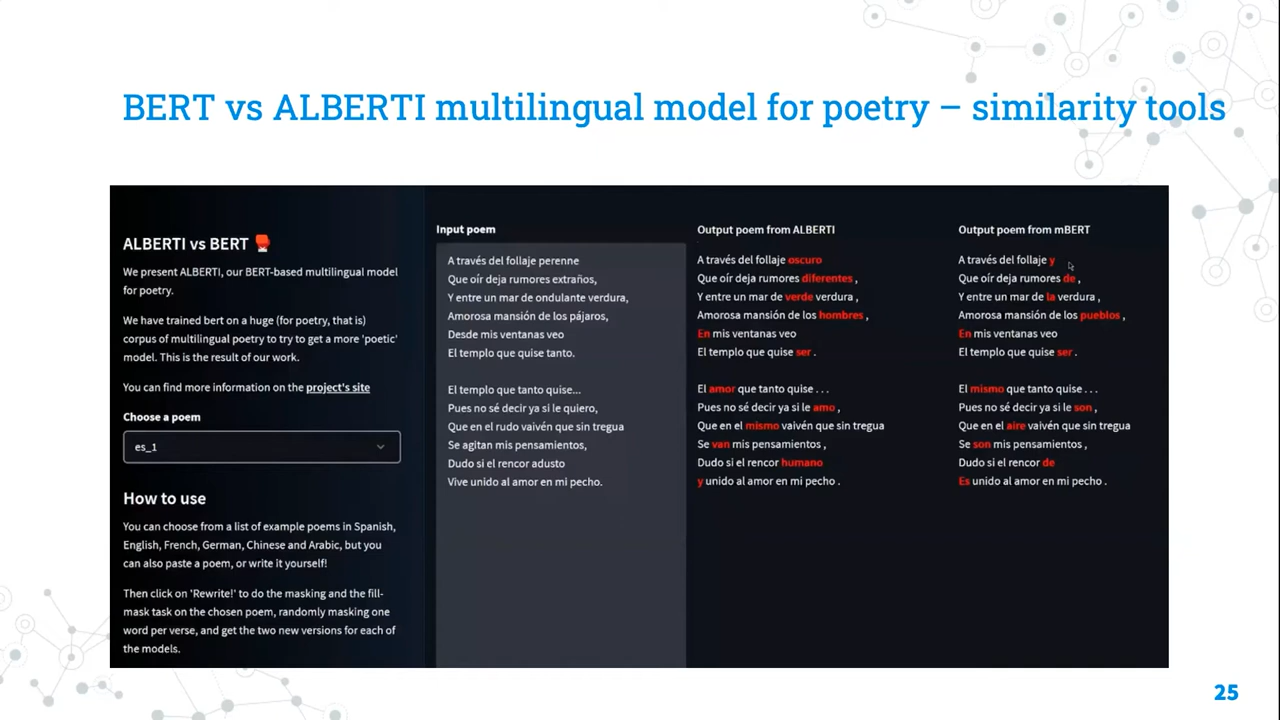 BERT vs ALBERTI multilingual model for poetry – similarity tools
ALBERTI vs BERT
We present ALBERTI, our BERT-based multilingual model
for poetry.
We have trained bert on a huge (for poetry, that is)
corpus of multilingual poetry to try to get a more 'poetic'
model. This is the result of our work.
You can find more information on the project's site
Choose a poem
es_1
How to use
You can choose from a list of example poems in Spanish,
English, French, German, Chinese and Arabic, but you
can also paste a poem, or write it yourself!
Then click on 'Rewrite!' to do the masking and the fill-
mask task on the chosen poem, randomly masking one
word per verse, and get the two new versions for each of
the models.
Input poem
A través del follaje perenne
Que oír deja rumores extraños,
Y entre un mar de ondulante verdura,
Amorosa mansión de los pájaros,
Desde mis ventanas veo
El templo que quise tanto.
El templo que tanto quise...
Pues no sé decir ya si le quiero,
Que en el rudo vaivén que sin tregua
Se agitan mis pensamientos,
Dudo si el rencor adusto
Vive unido al amor en mi pecho.
Output poem from ALBERTI
A través del follaje oscuro
Que oír deja rumores diferentes ,
Y entre un mar de verde verdura ,
Amorosa mansión de los hombres ,
En mis ventanas veo
El templo que quise ser .
El amor que tanto quise . . .
Pues no sé decir ya si le amo ,
Que en el mismo vaivén que sin tregua
Se van mis pensamientos ,
Dudo si el rencor humano
y unido al amor en mi pecho .
Output poem from mBERT
A través del follaje y
Que oír deja rumores de ,
Y entre un mar de la verdura ,
Amorosa mansión de los pueblos ,
En mis ventanas veo
El templo que quise ser .
El mismo que tanto quise . . .
Pues no sé decir ya si le son ,
Que en el aire vaivén que sin tregua
Se son mis pensamientos ,
Dudo si el rencor de
Es unido al amor en mi pecho .
25